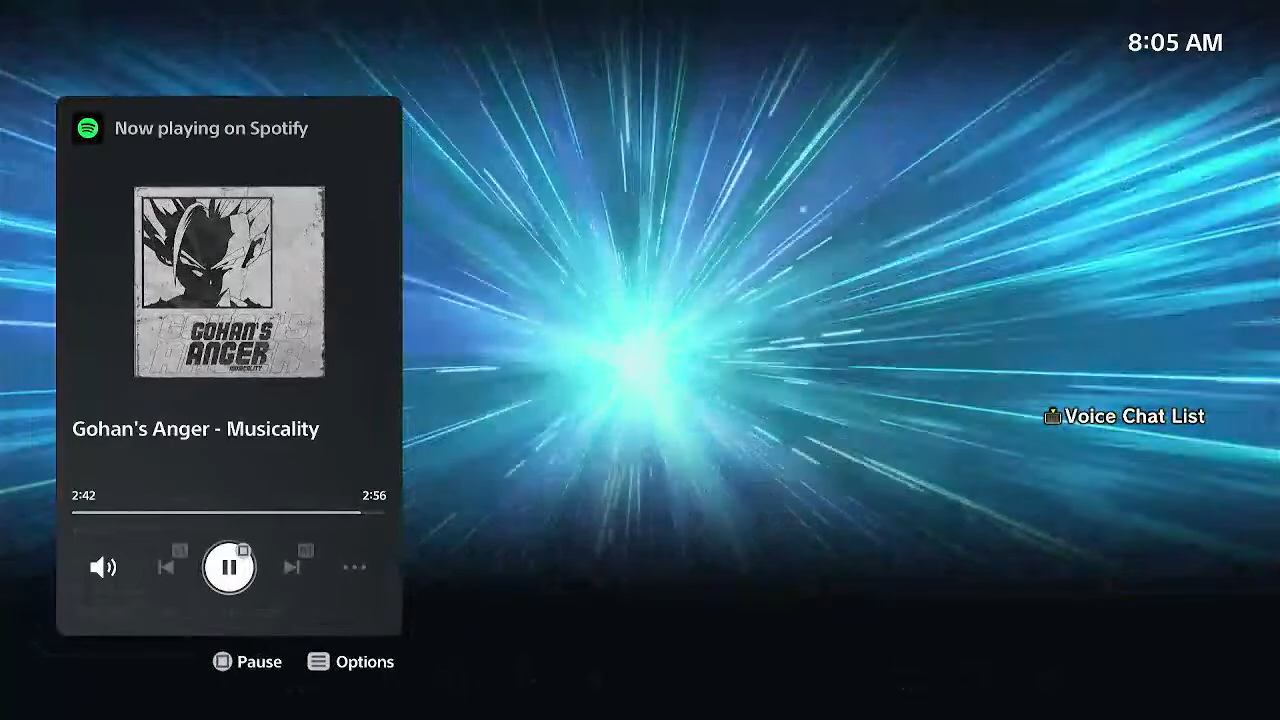 8:05 AM
Now playing on Spotify
GOHAN'S
ANGER
MUSICALITY
Gohan's Anger - Musicality
2:42
2:56
Voice Chat List
Pause
Options